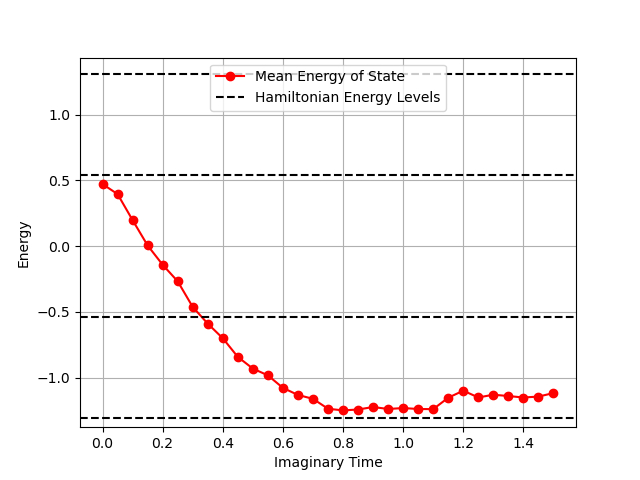 Mean Energy of State
Hamiltonian Energy Levels
1.0
0.5
0.0
−0.5
−1.0
Energy
0.0 0.2 0.4 0.6 0.8 1.0 1.2 1.4
Imaginary Time